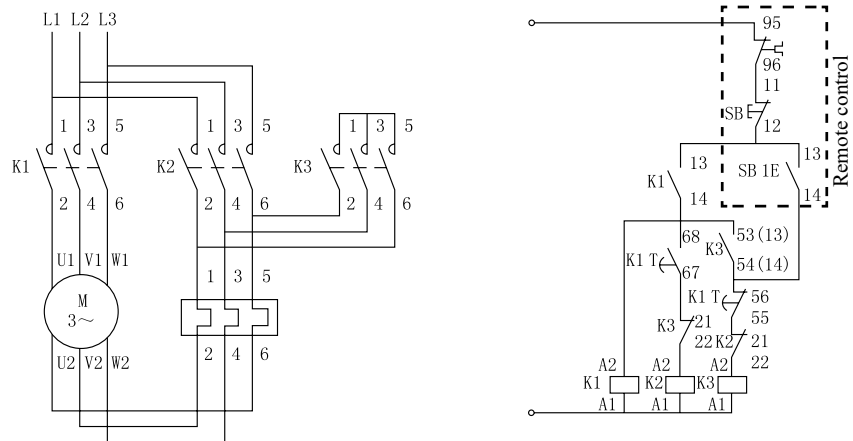 L1 L2 L3
1 3 5
K1
2 4 6
1 3 5
K2
2 4 6
1 3 5
K3
2 4 6
U1 V1 W1
M
3～
U2 V2 W2
1 3 5
2 4 6
95
96
11
SB
12
13
SB 1E
14
Remote control
13
K1
14
68
K1 T
67
53(13)
K3
54(14)
K1 T
56
55
K3
21
22
K2
21
22
A2
K1
A1
A2
K2
A1
A2
K3
A1